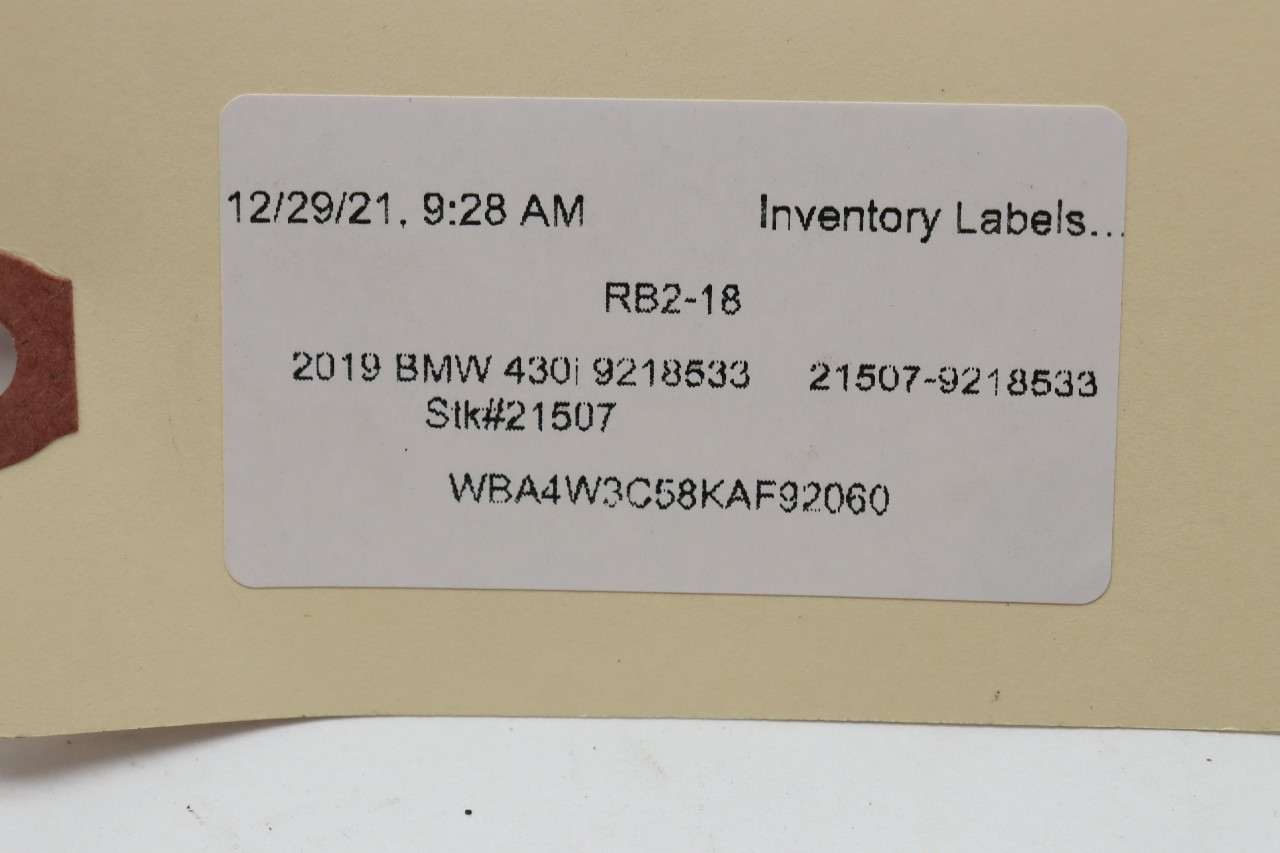 12/29/21, 9:28 AM Inventory Labels...
RB2-18
2019 BMW 430i 9218533 21507-9218533
Stk#21507
WBA4W3C58KAF92060